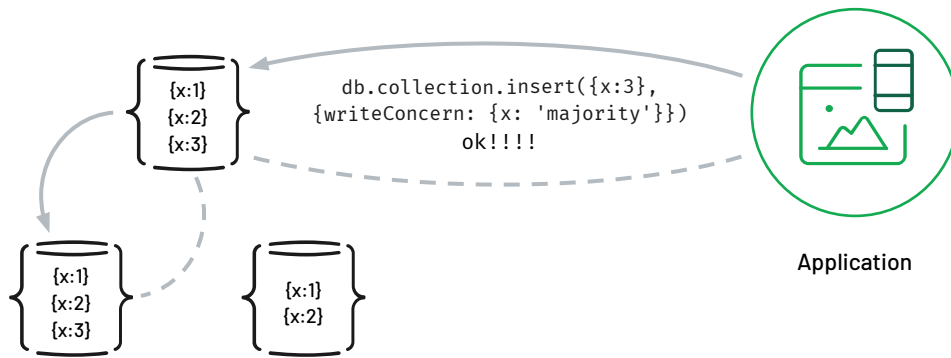 {x:1}
{x:2}
{x:3}
db.collection.insert({x:3},
{writeConcern: {x: 'majority'}})
ok!!!!
{x:1}
{x:2}
{x:3}
{x:1}
{x:2}
Application